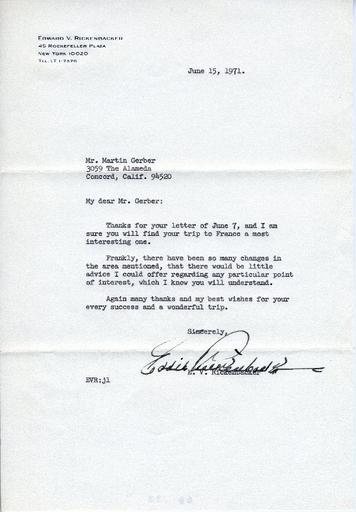 EDWARD V. RICKENBACKER
45 ROCKEFELLER PLAZA
NEW YORK 10020
TEL. LT 1-7376
June 15, 1971.
Mr. Martin Gerber
3059 The Alameda
Concord, Calif. 94520
My dear Mr. Gerber:
Thanks for your letter of June 7, and I am
sure you will find your trip to France a most
interesting one.
Frankly, there have been so many changes in
the area mentioned, that there would be little
advice I could offer regarding any particular point
of interest, which I know you will understand.
Again many thanks and my best wishes for your
every success and a wonderful trip.
Sincerely,
Eddie Rickenbacker
E. V. Rickenbacker
EVR:jl